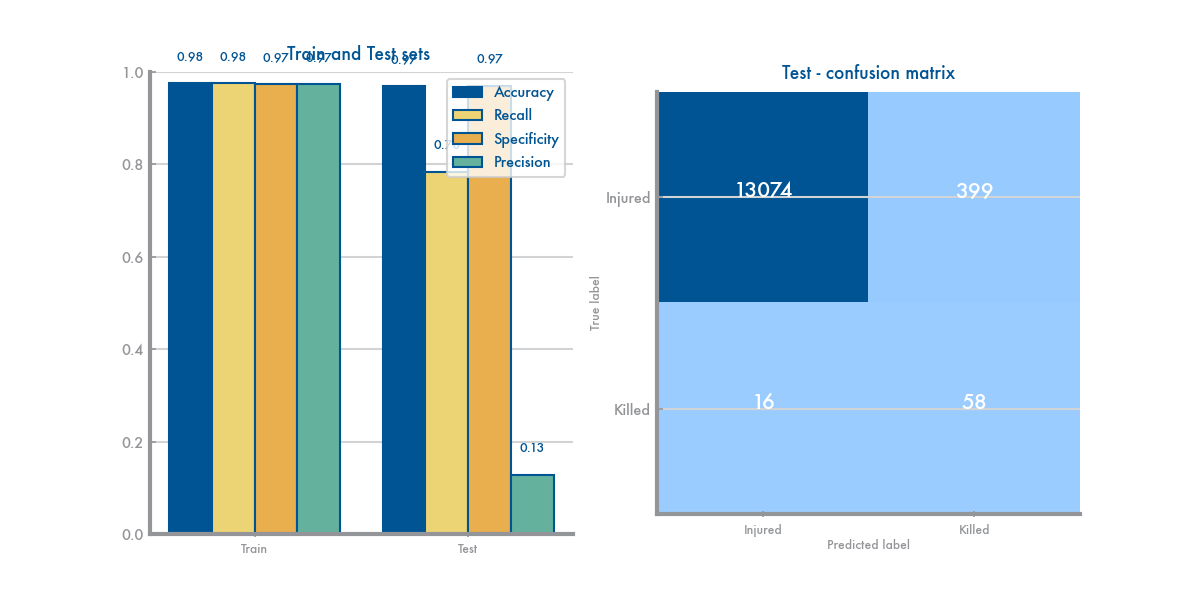 Train and Test sets
0.98
0.98
0.97
0.97
0.97
0.97
0.13
1.0
0.8
0.6
0.4
0.2
0.0
Train
Test
Accuracy
Recall
Specificity
Precision
Test - confusion matrix
True label
Injured
Killed
13074
399
16
58
Injured
Killed
Predicted label